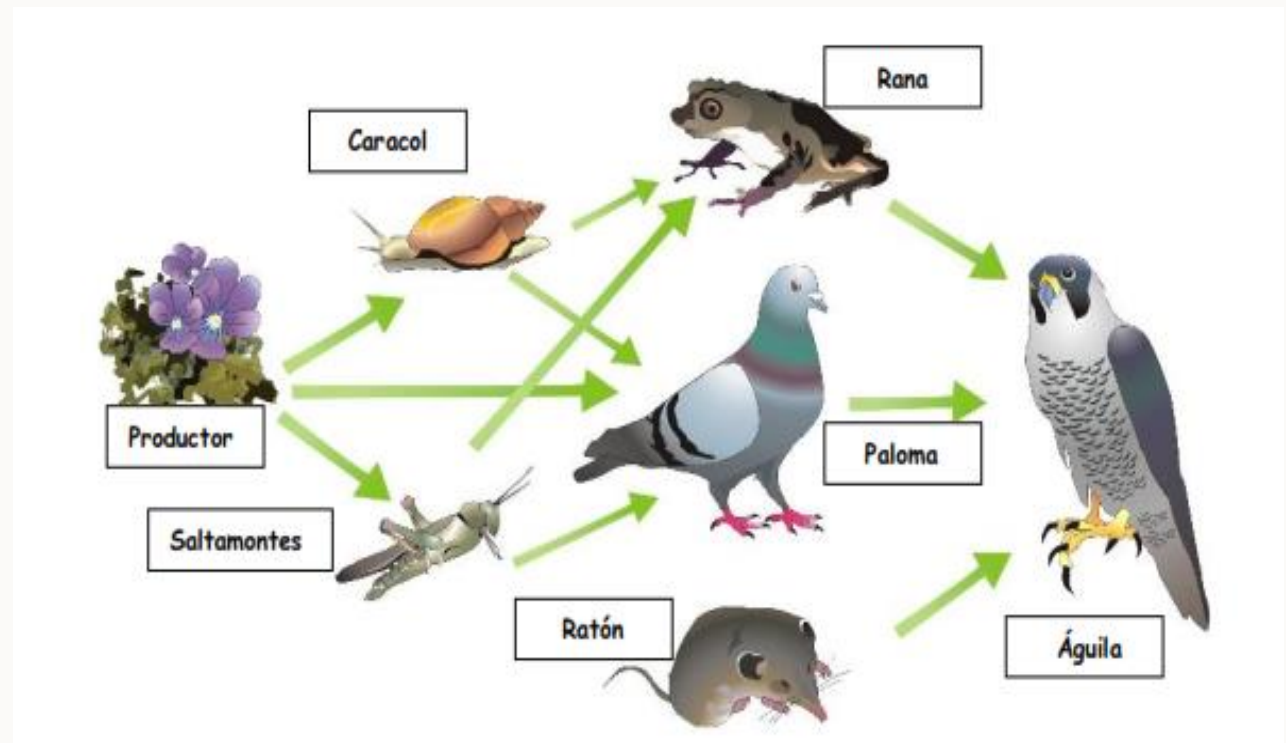 Rana
Caracol
Productor
Paloma
Saltamontes
Ratón
Águila